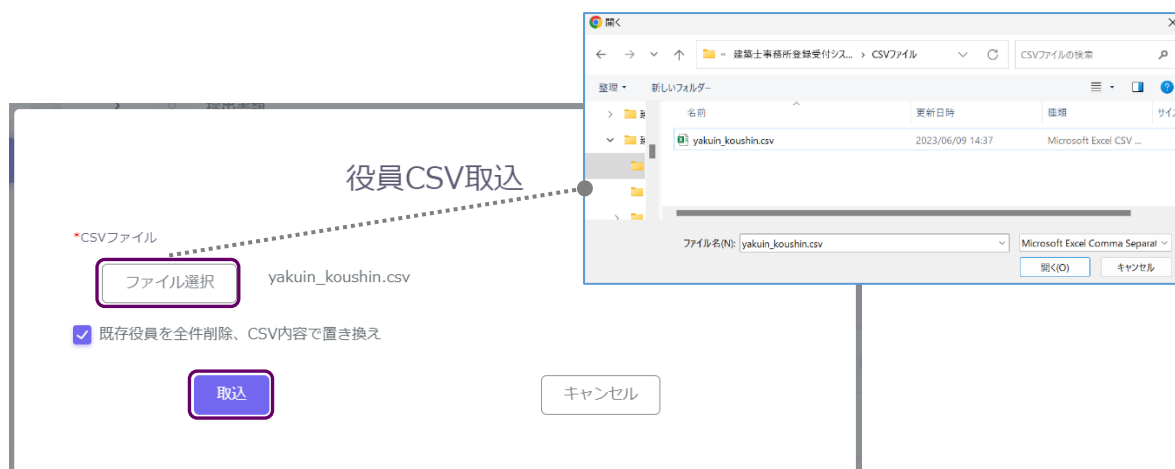 開く
« 建築士事務所登録受付シス... › CSVファイル
CSVファイルの検索
整理
新しいフォルダー
名前 更新日時 種類
yakuin_koushin.csv 2023/06/09 14:37 Microsoft Excel CSV ...
ファイル名(N): yakuin_koushin.csv
Microsoft Excel Comma Separat
開く(O) キャンセル
役員CSV取込
*CSVファイル
ファイル選択 yakuin_koushin.csv
既存役員を全件削除、CSV内容で置き換え
取込 キャンセル